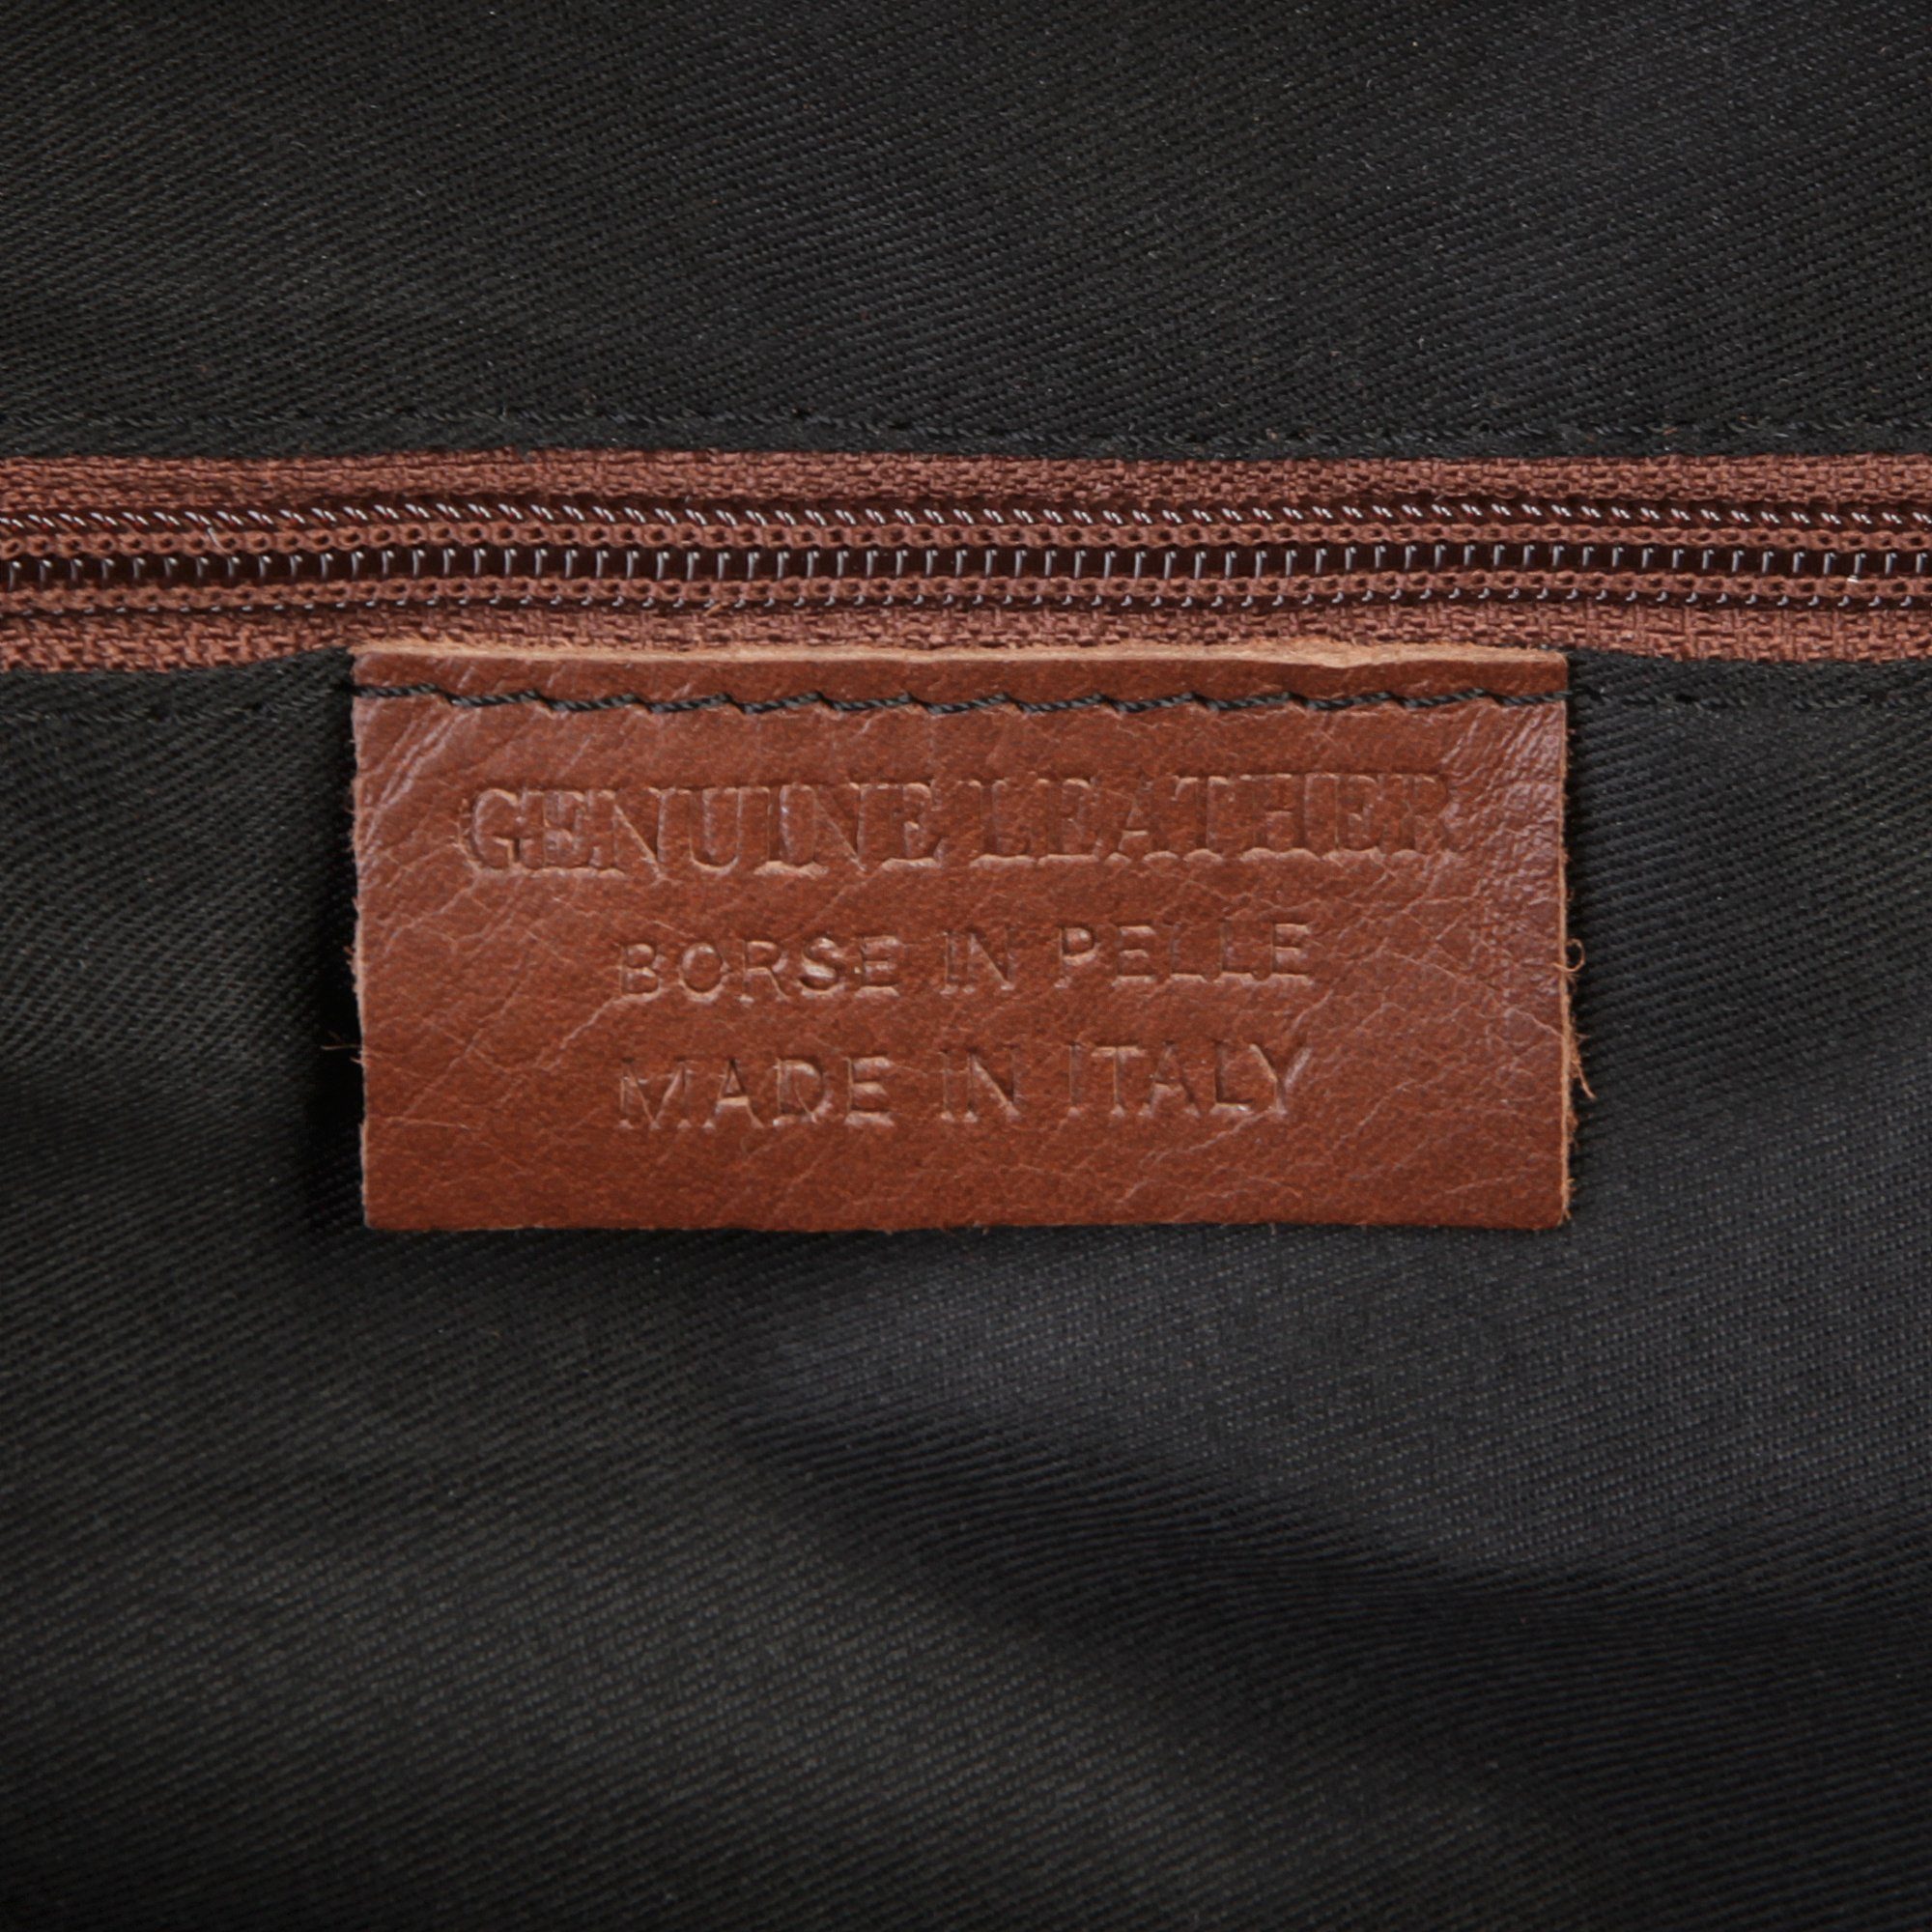 GENUINE LEATHER
BORSE IN PELLE
MADE IN ITALY